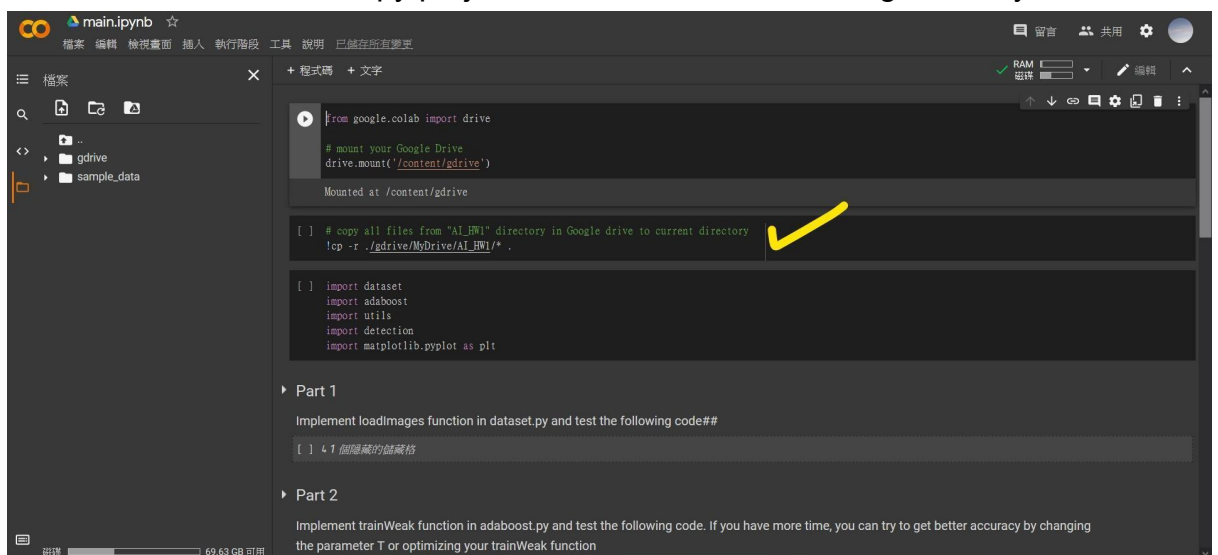 main.ipynb
留言
共用
檔案 編輯 檢視畫面 插入 執行階段 工具 說明 已儲存所有變更
檔案
+ 程式碼 + 文字
RAM
磁碟
編輯
..
gdrive
sample_data
from google.colab import drive
# mount your Google Drive
drive.mount('/content/gdrive')
Mounted at /content/gdrive
[ ] # copy all files from "AI_HW1" directory in Google drive to current directory
!cp -r ./gdrive/MyDrive/AI_HW1/* .
[ ] import dataset
import adaboost
import utils
import detection
import matplotlib.pyplot as plt
Part 1
Implement loadImages function in dataset.py and test the following code##
[ ] ↳ 1 個隱藏的儲藏格
Part 2
Implement trainWeak function in adaboost.py and test the following code. If you have more time, you can try to get better accuracy by changing
the parameter T or optimizing your trainWeak function
磁碟 69.63 GB 可用